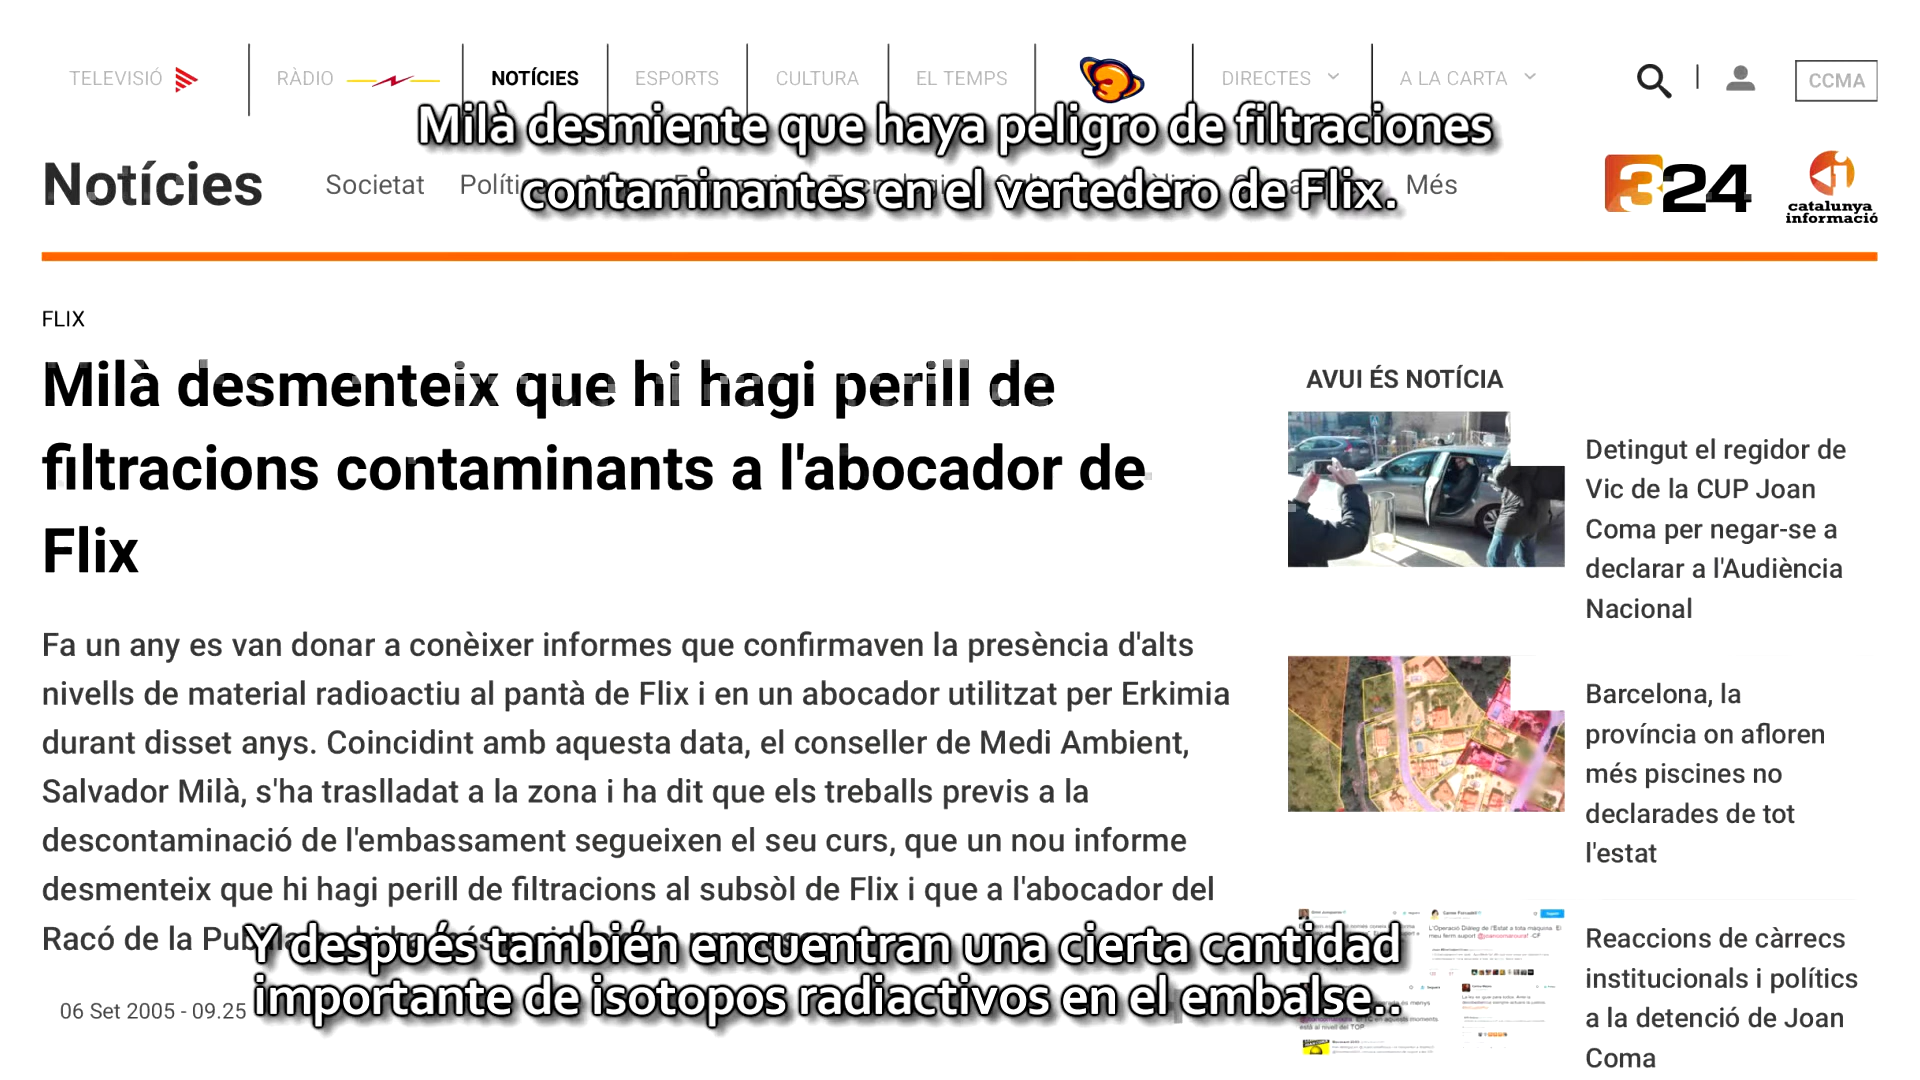 TELEVISIÓ
RÀDIO
NOTÍCIES
ESPORTS
CULTURA
EL TEMPS
3
DIRECTES
A LA CARTA
CCMA
Milà desmiente que haya peligro de filtraciones
contaminantes en el vertedero de Flix.
Notícies
Societat
Més
324
catalunya
informació
FLIX
Milà desmenteix que hi hagi perill de
filtracions contaminants a l'abocador de
Flix
Fa un any es van donar a conèixer informes que confirmaven la presència d'alts
nivells de material radioactiu al pantà de Flix i en un abocador utilitzat per Erkimia
durant disset anys. Coincidint amb aquesta data, el conseller de Medi Ambient,
Salvador Milà, s'ha traslladat a la zona i ha dit que els treballs previs a la
descontaminació de l'embassament segueixen el seu curs, que un nou informe
desmenteix que hi hagi perill de filtracions al subsòl de Flix i que a l'abocador del
Racó de la
06 Set 2005 - 09.25
AVUI ÉS NOTÍCIA
Detingut el regidor de
Vic de la CUP Joan
Coma per negar-se a
declarar a l'Audiència
Nacional
Barcelona, la
província on afloren
més piscines no
declarades de tot
l'estat
Reaccions de càrrecs
institucionals i polítics
a la detenció de Joan
Coma
Y después también encuentran una cierta cantidad
importante de isotopos radiactivos en el embalse..